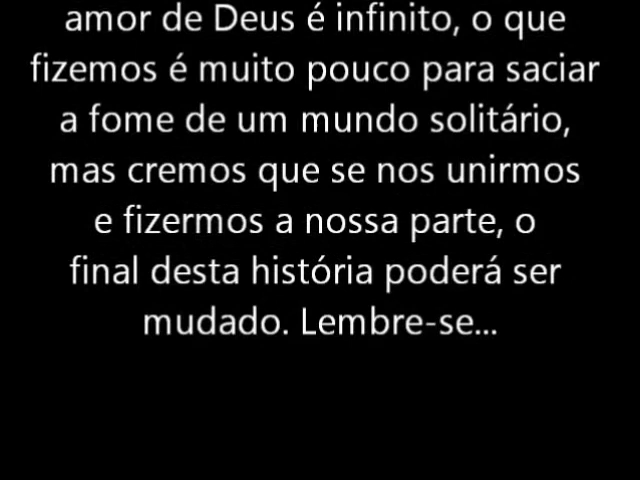 amor de Deus é infinito, o que
fizemos é muito pouco para saciar
a fome de um mundo solitário,
mas cremos que se nos unirmos
e fizermos a nossa parte, o
final desta história poderá ser
mudado. Lembre-se...